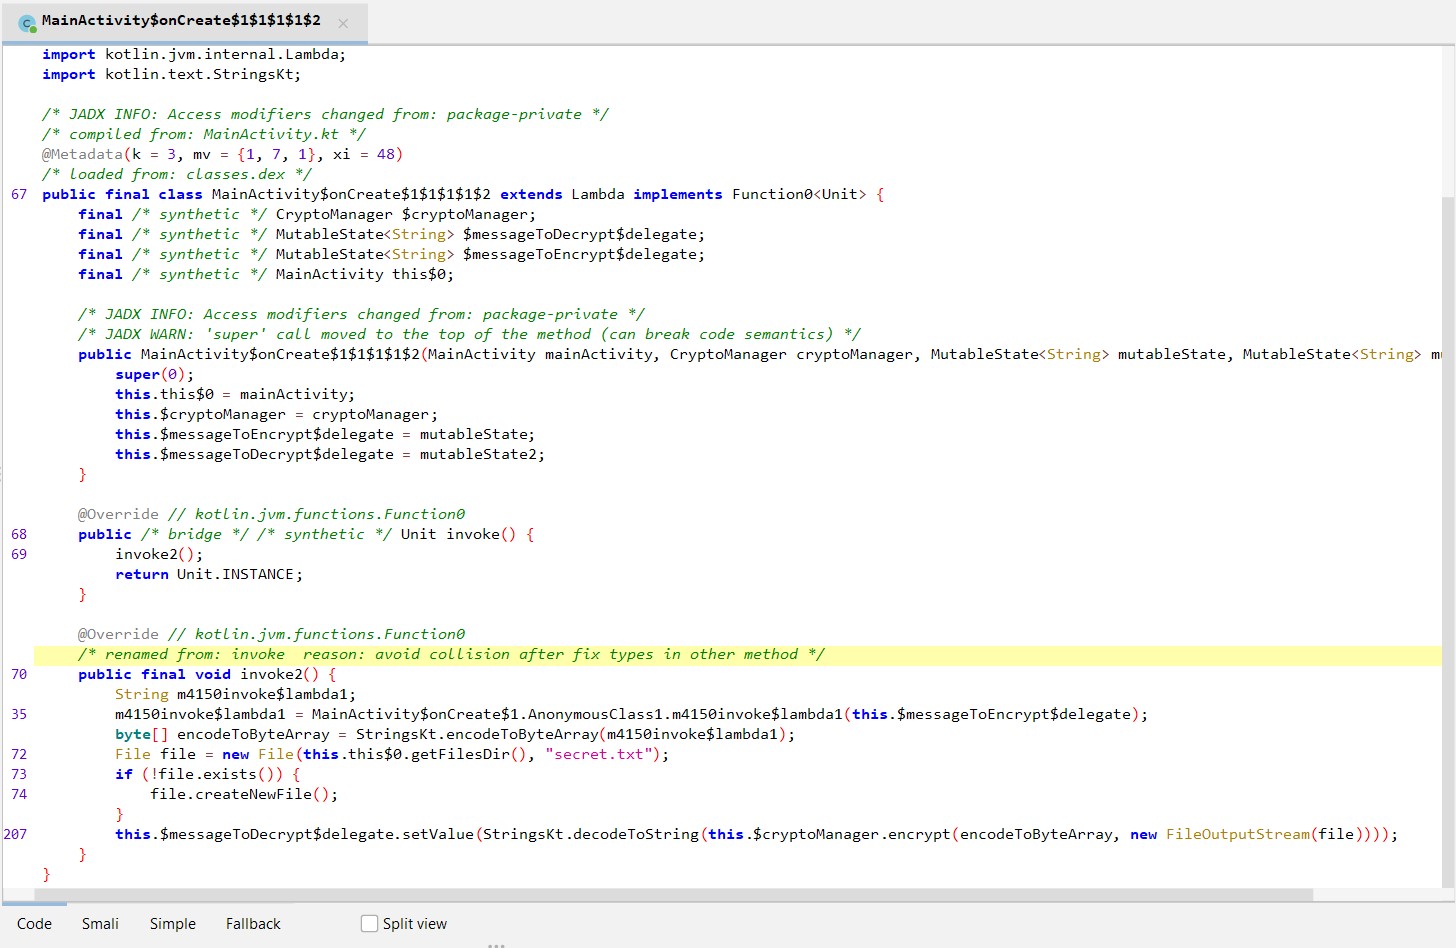 MainActivity$onCreate$1$1$1$1$2
import kotlin.jvm.internal.Lambda;
import kotlin.text.StringsKt;
/* JADX INFO: Access modifiers changed from: package-private */
/* compiled from: MainActivity.kt */
@Metadata(k = 3, mv = {1, 7, 1}, xi = 48)
/* loaded from: classes.dex */
67 public final class MainActivity$onCreate$1$1$1$1$2 extends Lambda implements Function0<Unit> {
final /* synthetic */ CryptoManager $cryptoManager;
final /* synthetic */ MutableState<String> $messageToDecrypt$delegate;
final /* synthetic */ MutableState<String> $messageToEncrypt$delegate;
final /* synthetic */ MainActivity this$0;
/* JADX INFO: Access modifiers changed from: package-private */
/* JADX WARN: 'super' call moved to the top of the method (can break code semantics) */
public MainActivity$onCreate$1$1$1$1$2(MainActivity mainActivity, CryptoManager cryptoManager, MutableState<String> mutableState, MutableState<String>
super(0);
this.this$0 = mainActivity;
this.$cryptoManager = cryptoManager;
this.$messageToEncrypt$delegate = mutableState;
this.$messageToDecrypt$delegate = mutableState2;
}
@Override // kotlin.jvm.functions.Function0
68 public /* bridge */ /* synthetic */ Unit invoke() {
69 invoke2();
return Unit.INSTANCE;
}
@Override // kotlin.jvm.functions.Function0
/* renamed from: invoke  reason: avoid collision after fix types in other method */
70 public final void invoke2() {
String m4150invoke$lambda1;
35 m4150invoke$lambda1 = MainActivity$onCreate$1.AnonymousClass1.m4150invoke$lambda1(this.$messageToEncrypt$delegate);
byte[] encodeToByteArray = StringsKt.encodeToByteArray(m4150invoke$lambda1);
72 File file = new File(this.this$0.getFilesDir(), "secret.txt");
73 if (!file.exists()) {
74 file.createNewFile();
}
207 this.$messageToDecrypt$delegate.setValue(StringsKt.decodeToString(this.$cryptoManager.encrypt(encodeToByteArray, new FileOutputStream(file))));
}
}
Code Smali Simple Fallback Split view